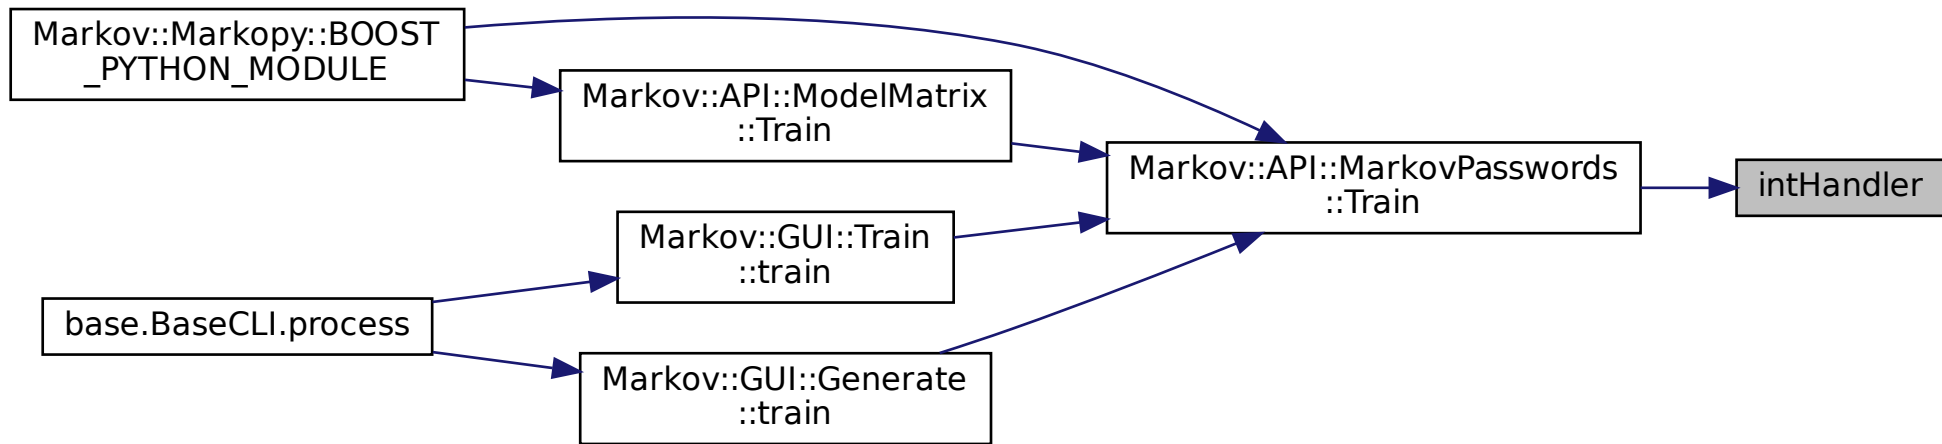 Markov::Markopy::BOOST
_PYTHON_MODULE
Markov::API::ModelMatrix
::Train
Markov::API::MarkovPasswords
::Train
intHandler
Markov::GUI::Train
::train
base.BaseCLI.process
Markov::GUI::Generate
::train